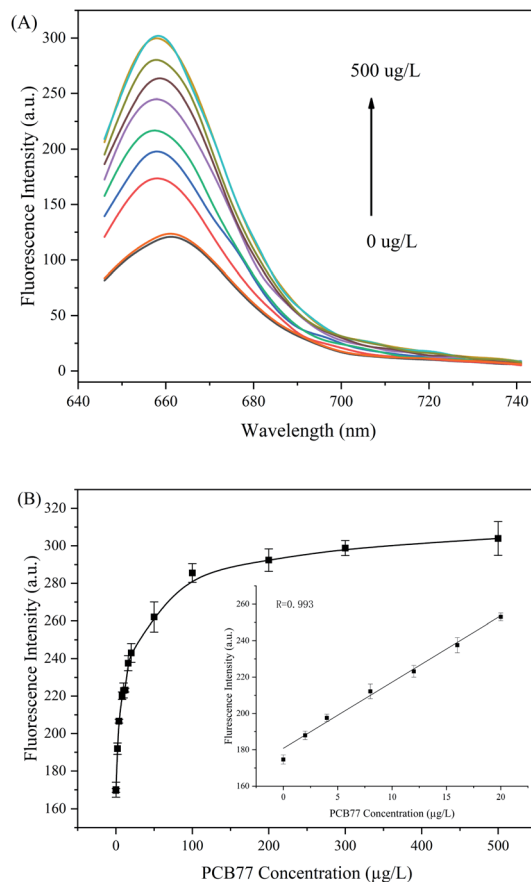 (A)
300
250
200
150
100
50
0
Fluorescence Intensity (a.u.)
500 ug/L
0 ug/L
640 660 680 700 720 740
Wavelength (nm)
(B)
320
300
280
260
240
220
200
180
160
Fluorescence Intensity (a.u.)
0 100 200 300 400 500
PCB77 Concentration (µg/L)
R=0.993
260
240
220
200
180
160
Flurescence Intensity (a.u.)
0 5 10 15 20
PCB77 Concentration (µg/L)